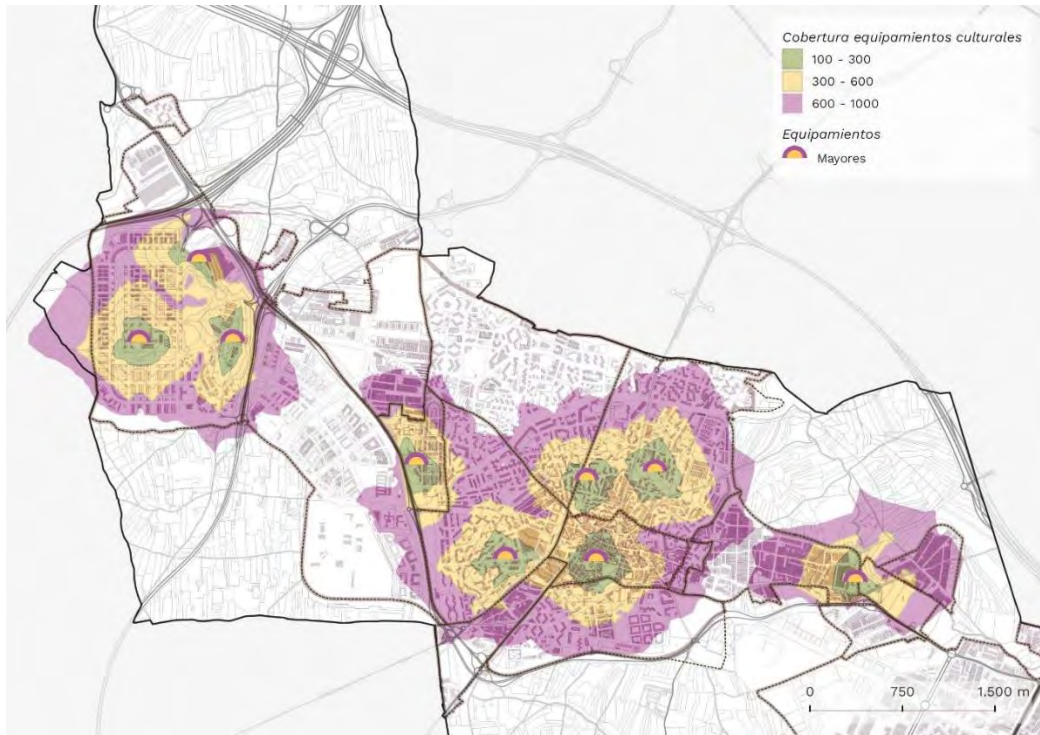 Cobertura equipamientos culturales
100 - 300
300 - 600
600 - 1000
Equipamientos
Mayores
0 750 1.500 m